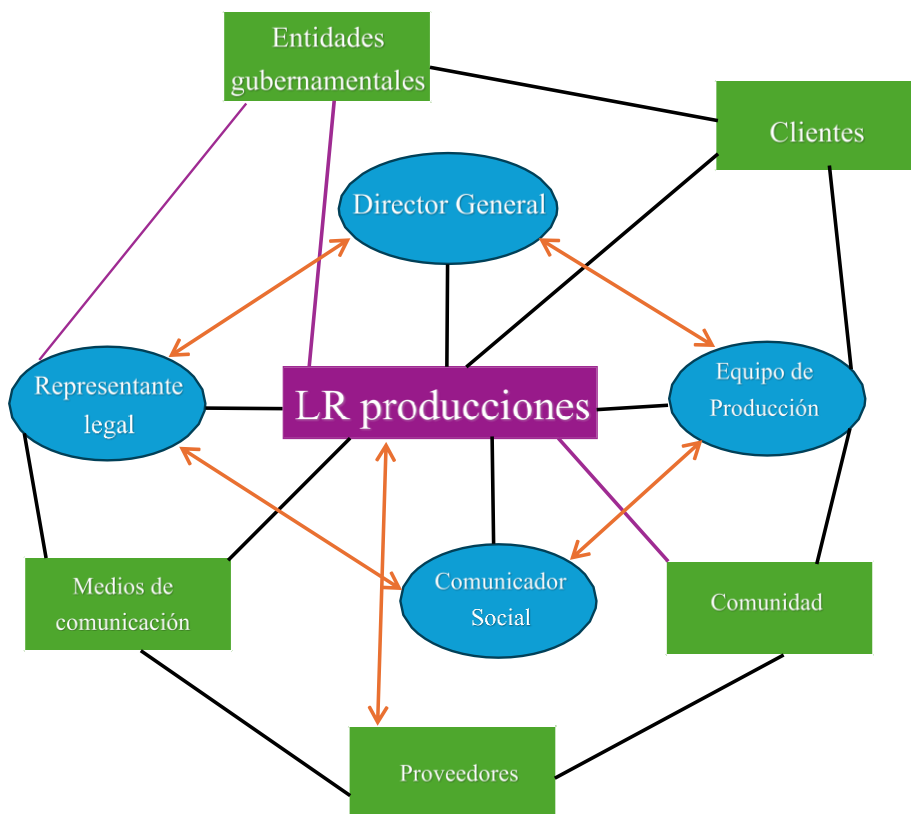 Entidades
gubernamentales
Clientes
Director General
Representante
legal
LR producciones
Equipo de
Producción
Medios de
comunicación
Comunicador
Social
Comunidad
Proveedores